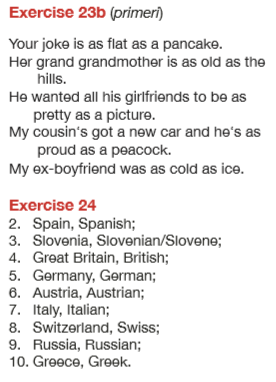 Exercise 23b (primeri)
Your joke is as flat as a pancake.
Her grand grandmother is as old as the
hills.
He wanted all his girlfriends to be as
pretty as a picture.
My cousin's got a new car and he's as
proud as a peacock.
My ex-boyfriend was as cold as ice.
Exercise 24
2. Spain, Spanish;
3. Slovenia, Slovenian/Slovene;
4. Great Britain, British;
5. Germany, German;
6. Austria, Austrian;
7. Italy, Italian;
8. Switzerland, Swiss;
9. Russia, Russian;
10. Greece, Greek.